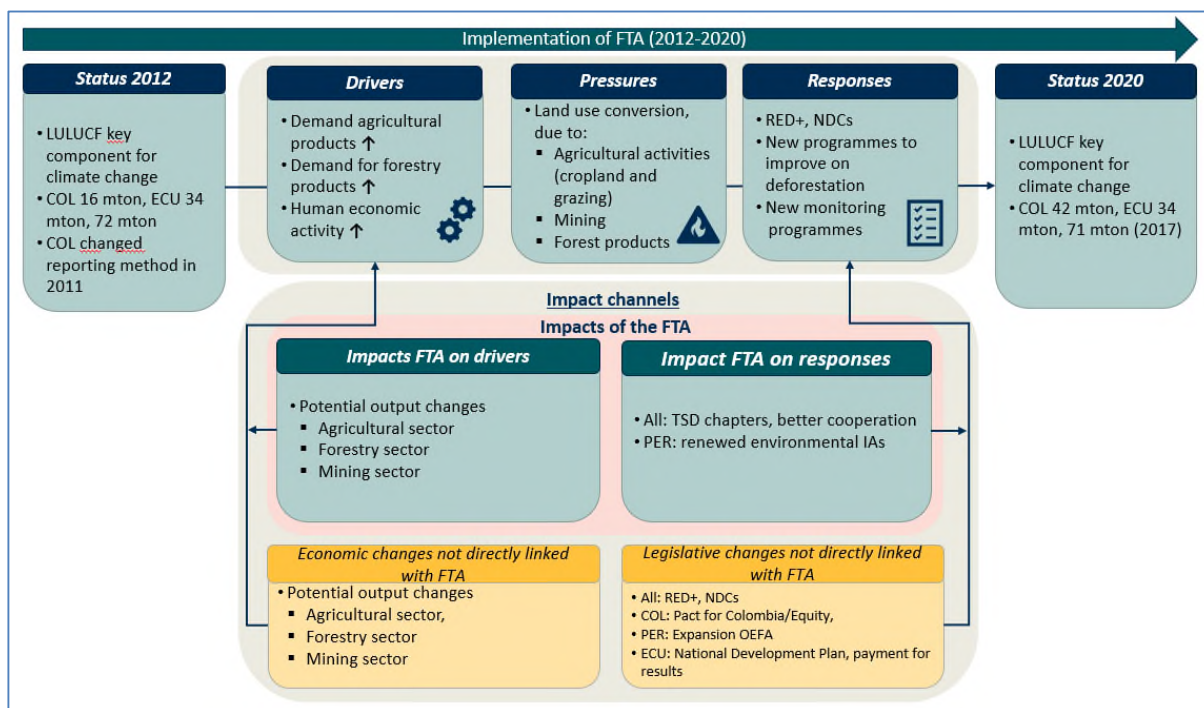 Implementation of FTA (2012-2020)
Status 2012
• LULUCF key
component for
climate change
• COL 16 mton, ECU 34
mton, 72 mton
• COL changed
reporting method in
2011
Drivers
• Demand agricultural
products ↑
• Demand for forestry
products ↑
• Human economic
activity ↑
Pressures
• Land use conversion,
due to:
▪ Agricultural activities
(cropland and
grazing)
▪ Mining
▪ Forest products
Responses
• RED+, NDCs
• New programmes to
improve on
deforestation
• New monitoring
programmes
Status 2020
• LULUCF key
component for
climate change
• COL 42 mton, ECU 34
mton, 71 mton (2017)
Impact channels
Impacts of the FTA
Impacts FTA on drivers
• Potential output changes
▪ Agricultural sector
▪ Forestry sector
▪ Mining sector
Impact FTA on responses
• All: TSD chapters, better cooperation
• PER: renewed environmental IAs
Economic changes not directly linked
with FTA
• Potential output changes
▪ Agricultural sector,
▪ Forestry sector
▪ Mining sector
Legislative changes not directly linked
with FTA
• All: RED+, NDCs
• COL: Pact for Colombia/Equity,
• PER: Expansion OEFA
• ECU: National Development Plan, payment for
results